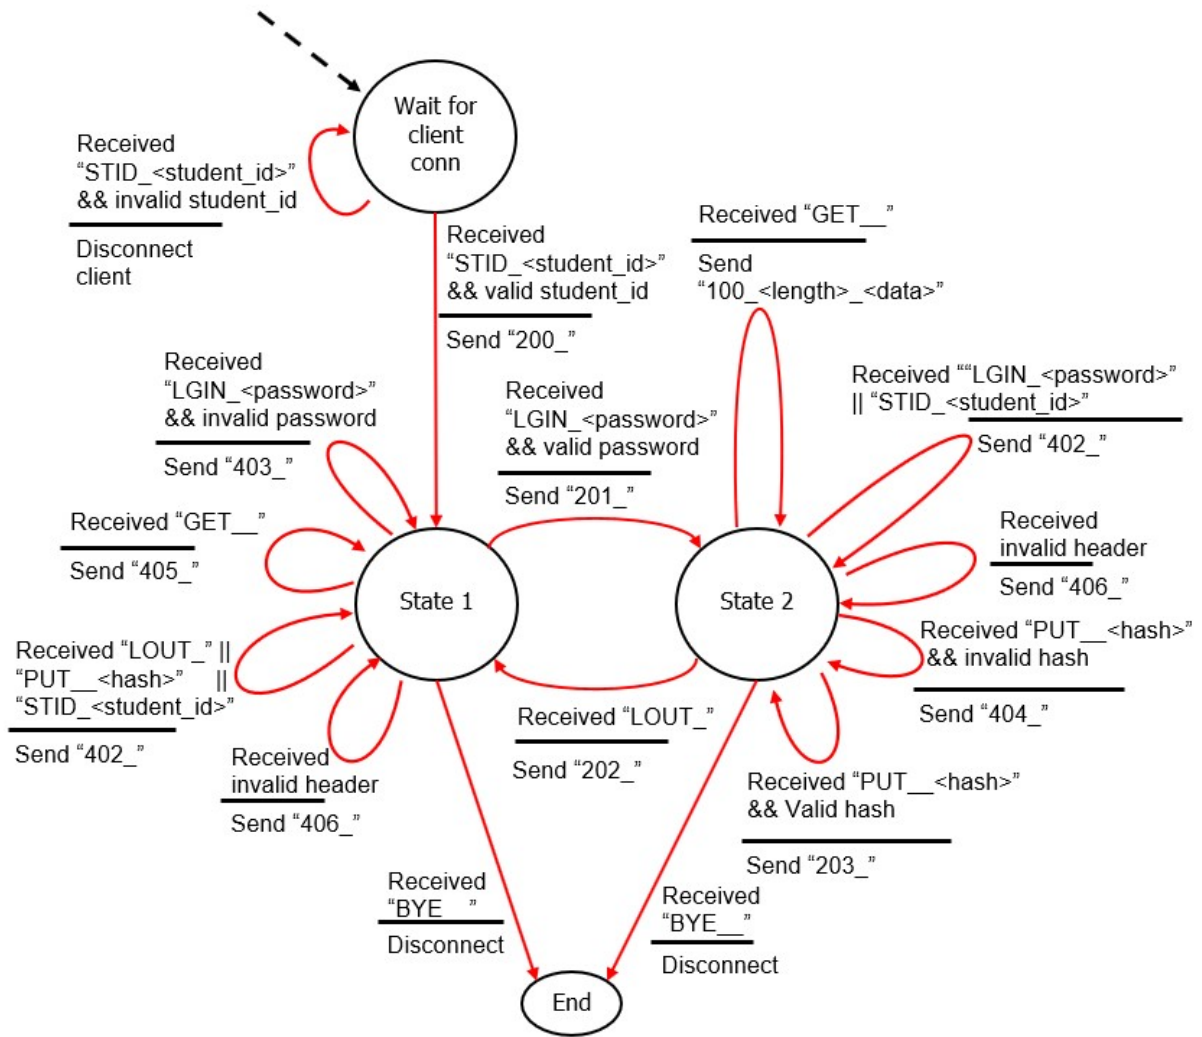 Wait for
client
conn
Received
“STID_<student_id>”
&& invalid student_id
Disconnect
client
Received
“STID_<student_id>”
&& valid student_id
Send “200_”
Received “GET__”
Send
“100_<length>_<data>”
Received
“LGIN_<password>”
&& invalid password
Send “403_”
Received
“LGIN_<password>”
&& valid password
Send “201_”
Received ““LGIN_<password>”
|| “STID_<student_id>”
Send “402_”
Received “GET__”
Send “405_”
Received
invalid header
Send “406_”
State 1
State 2
Received “LOUT_” ||
“PUT__<hash>” ||
“STID_<student_id>”
Send “402_”
Received “PUT__<hash>”
&& invalid hash
Send “404_”
Received “LOUT_”
Send “202_”
Received
invalid header
Send “406_”
Received “PUT__<hash>”
&& Valid hash
Send “203_”
Received
“BYE__”
Disconnect
Received
“BYE__”
Disconnect
End